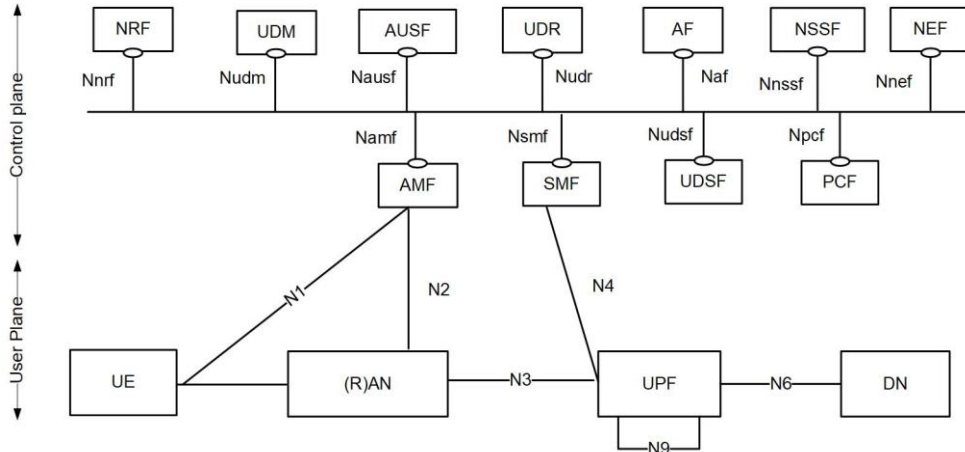 NRF
UDM
AUSF
UDR
AF
NSSF
NEF
Nnrf
Nudm
Nausf
Nudr
Naf
Nnssf
Nnef
Control plane
Namf
Nsmf
Nudsf
Npcf
AMF
SMF
UDSF
PCF
N1
N2
N4
User Plane
UE
(R)AN
N3
UPF
N6
DN
N9